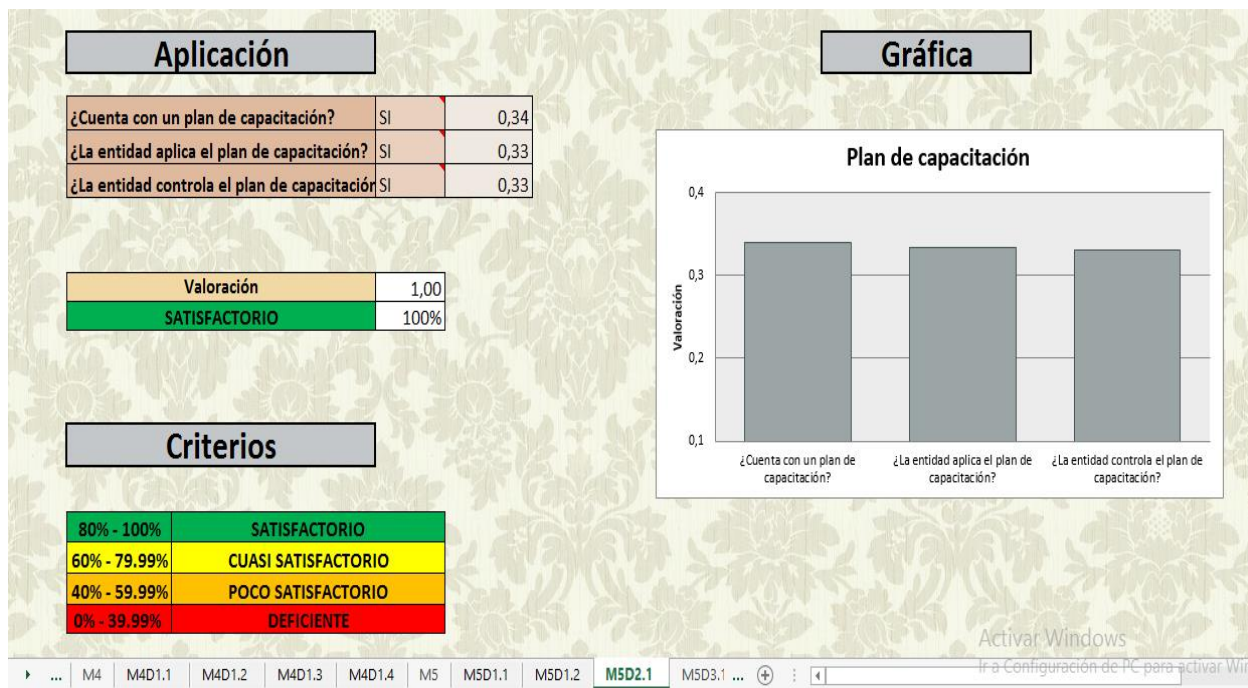 Aplicación
¿Cuenta con un plan de capacitación? SI 0,34
¿La entidad aplica el plan de capacitación? SI 0,33
¿La entidad controla el plan de capacitación SI 0,33
Valoración 1,00
SATISFACTORIO 100%
Criterios
80% - 100% SATISFACTORIO
60% - 79.99% CUASI SATISFACTORIO
40% - 59.99% POCO SATISFACTORIO
0% - 39.99% DEFICIENTE
Gráfica
Plan de capacitación
Valoración
0,4
0,3
0,2
0,1
¿Cuenta con un plan de
capacitación?
¿La entidad aplica el plan de
capacitación?
¿La entidad controla el plan de
capacitación?
Activar Windows
Ir a Configuración de PC para activar Win
... M4 M4D1.1 M4D1.2 M4D1.3 M4D1.4 M5 M5D1.1 M5D1.2 M5D2.1 M5D3.1 ...